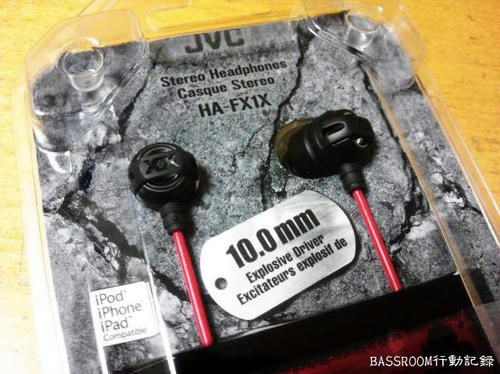 JVC
Stereo Headphones
Casque Stereo
HA-FX1X
10.0mm
Explosive Driver
Excitateurs explosif de
iPod
iPhone
iPad
Compatible
BASSROOM行動記録